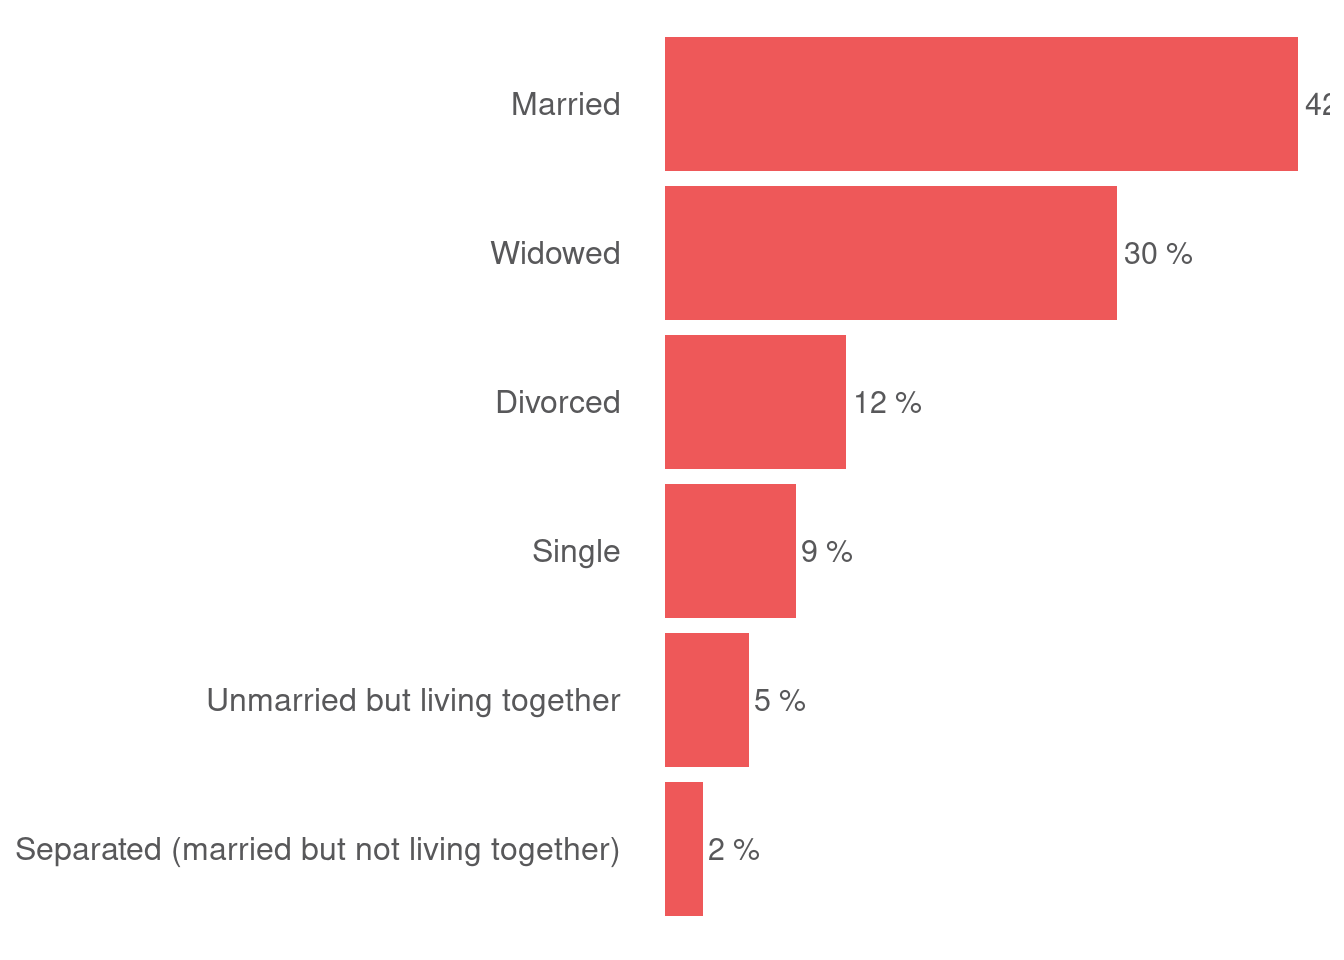 Married 42
Widowed 30 %
Divorced 12 %
Single 9 %
Unmarried but living together 5 %
Separated (married but not living together) 2 %